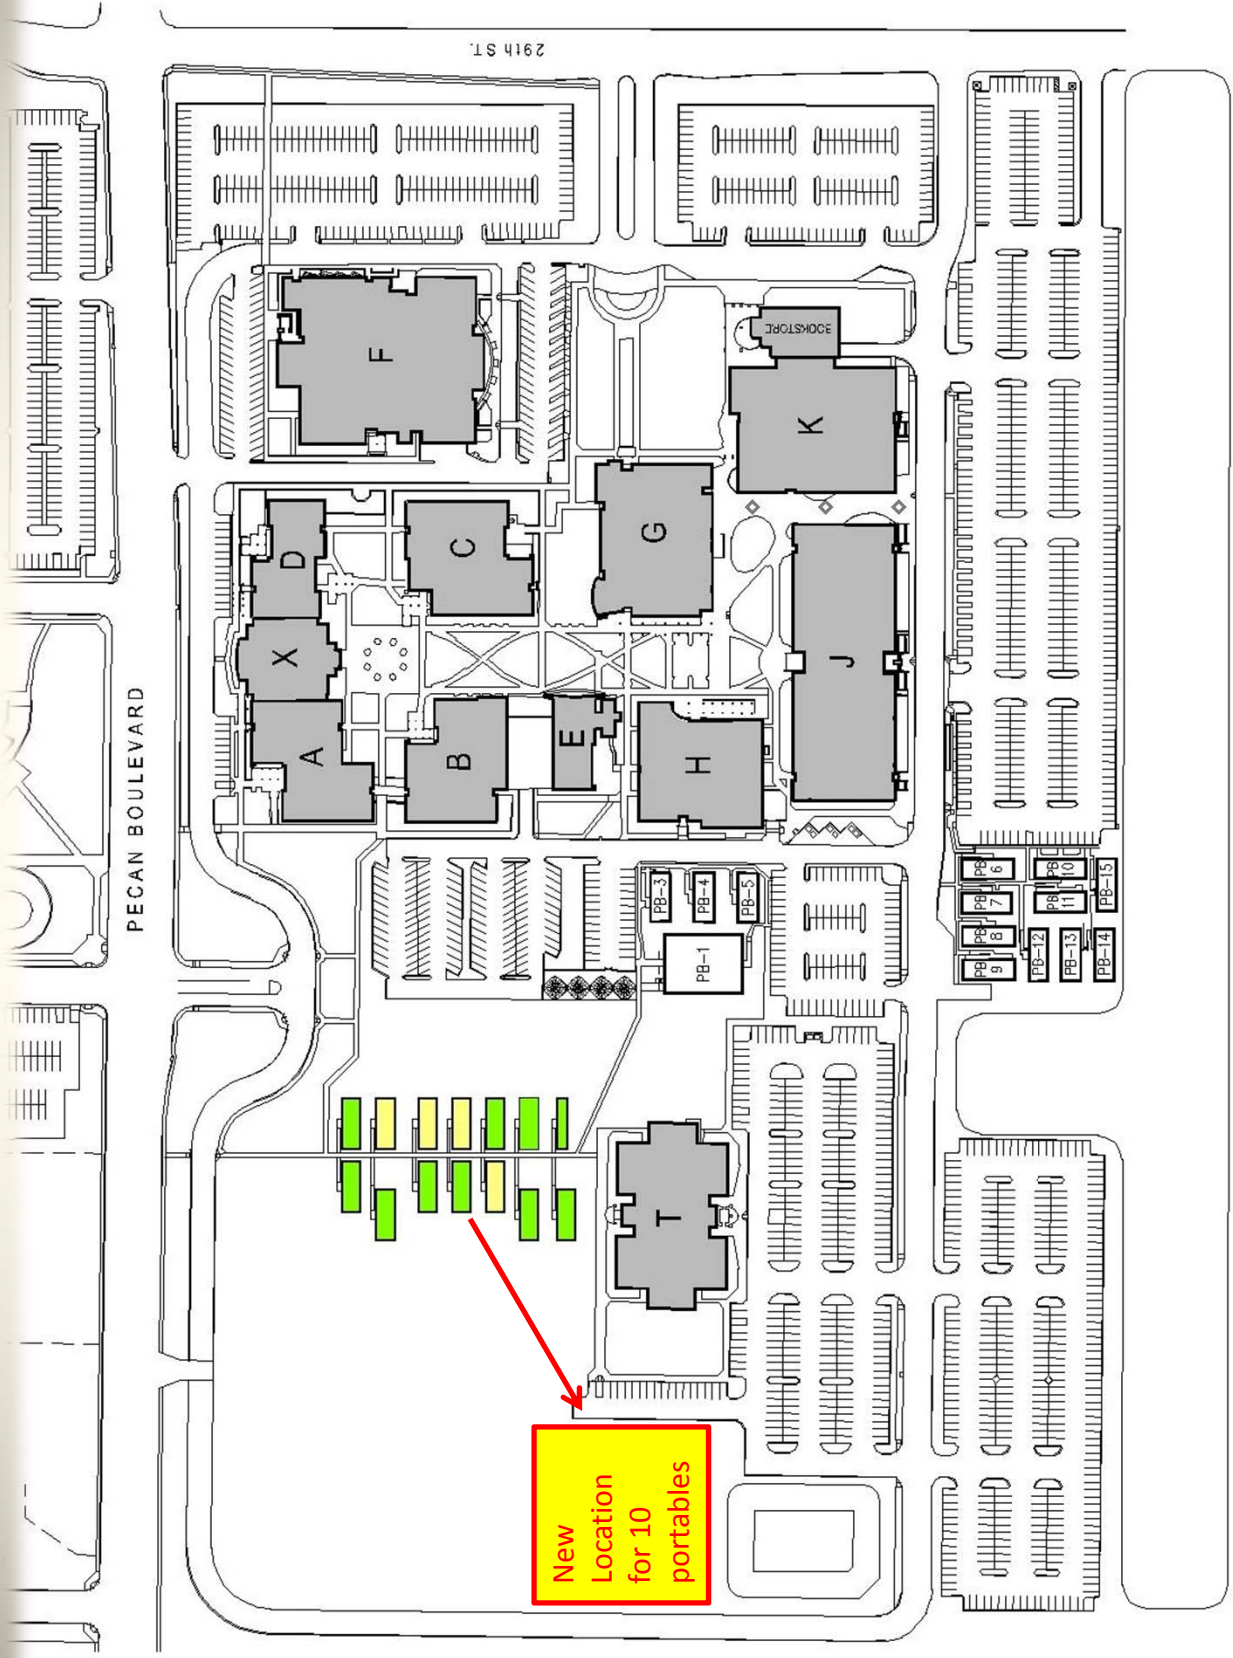 29th ST.
PECAN BOULEVARD
F
BOOKSTORE
K
D
C
G
X
J
A
B
E
H
PB-3
PB-4
PB-5
PB-1
PB
6
PB
7
PB
8
PB
9
PB
10
PB
11
PB-15
PB-12
PB-13
PB-14
T
New
Location
for 10
portables